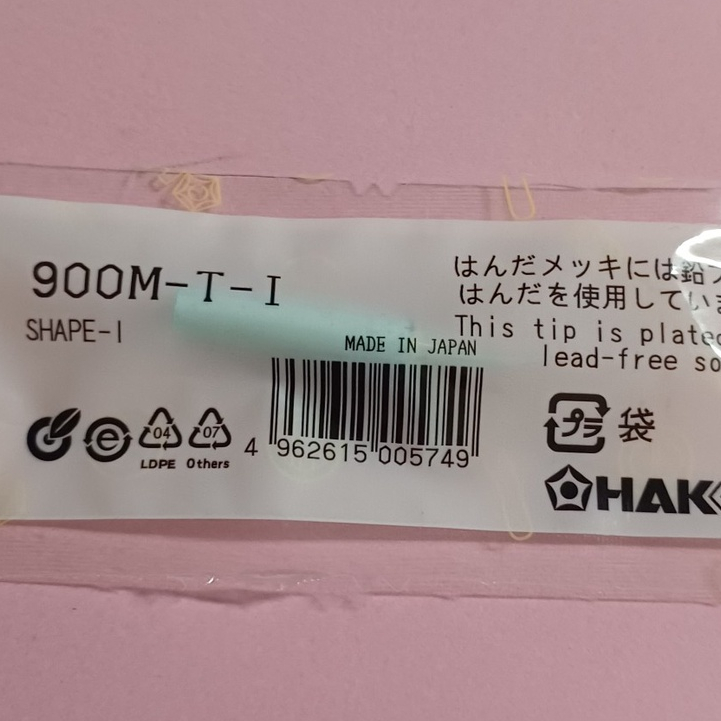 900M-T-I
SHAPE-I
はんだメッキには鉛フ
はんだを使用してい
This tip is plated
lead-free so
MADE IN JAPAN
04
LDPE
07
Others
4 962615 005749
プラ 袋
HAK